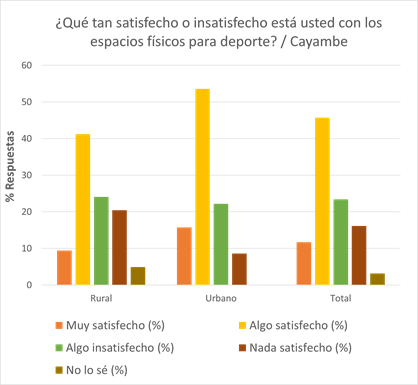 ¿Qué tan satisfecho o insatisfecho está usted con los
espacios físicos para deporte? / Cayambe
60
50
40
30
20
10
0
% Respuestas
Rural
Urbano
Total
Muy satisfecho (%)
Algo satisfecho (%)
Algo insatisfecho (%)
Nada satisfecho (%)
No lo sé (%)